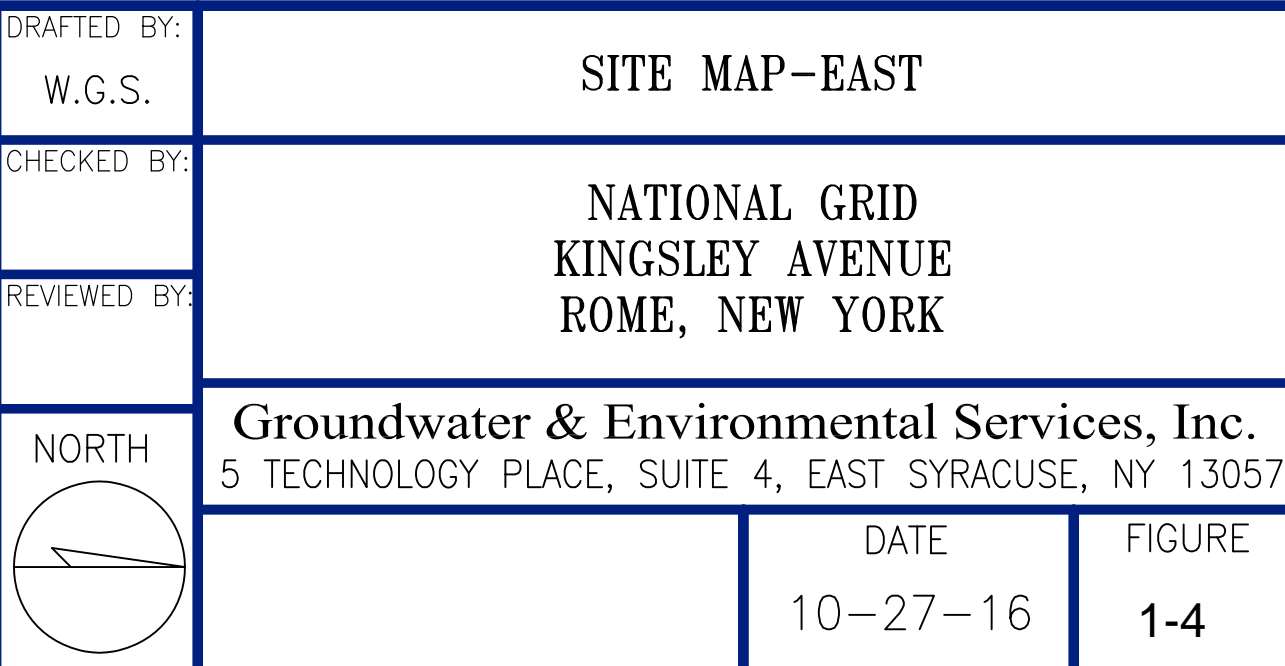 DRAFTED BY:
W.G.S.
SITE MAP-EAST
CHECKED BY:
NATIONAL GRID
KINGSLEY AVENUE
ROME, NEW YORK
REVIEWED BY:
Groundwater & Environmental Services, Inc.
5 TECHNOLOGY PLACE, SUITE 4, EAST SYRACUSE, NY 13057
NORTH
DATE
10-27-16
FIGURE
1-4